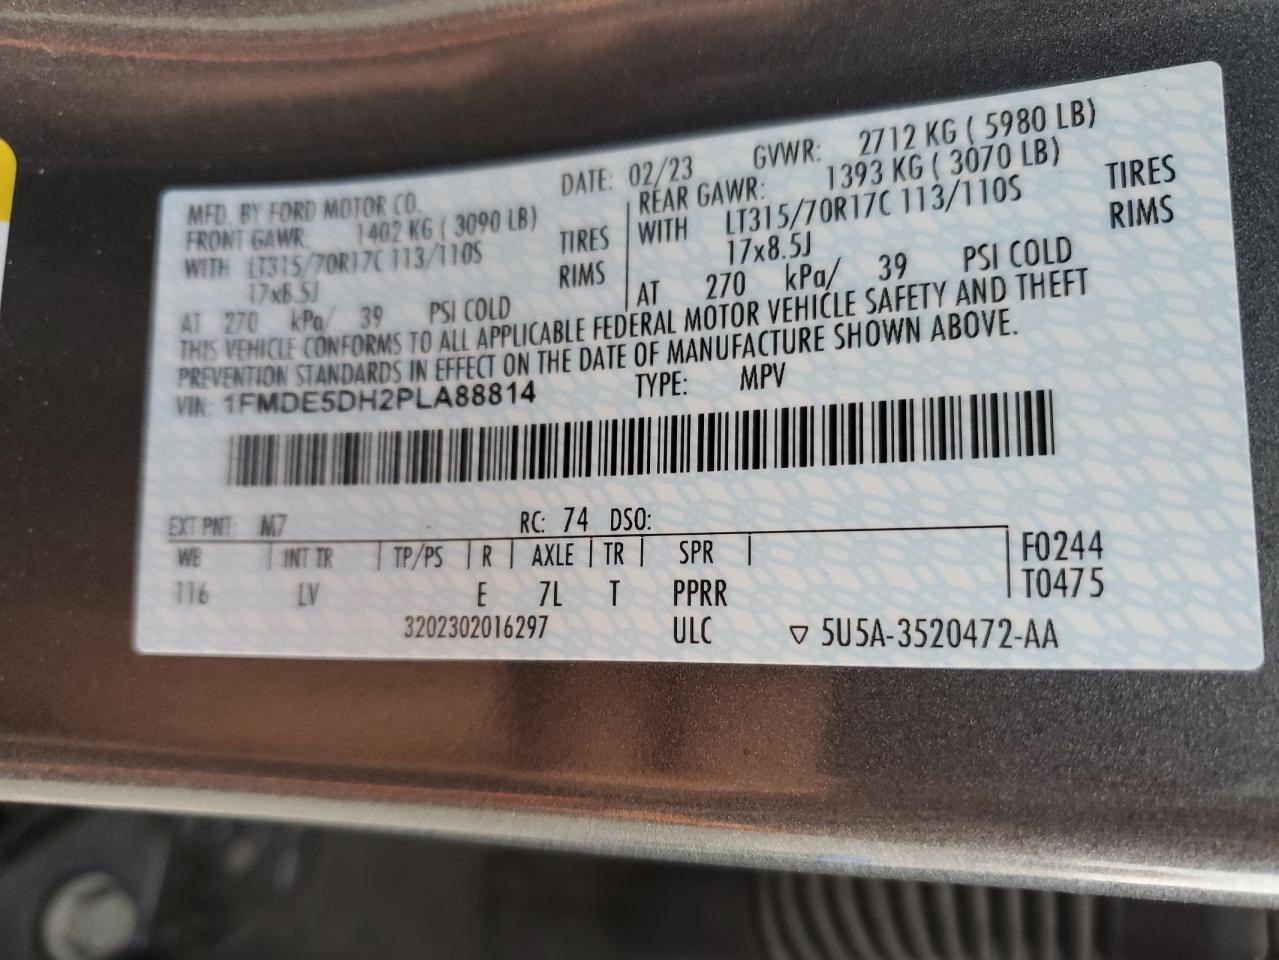 MFD. BY FORD MOTOR CO. DATE: 02/23 GVWR: 2712 KG ( 5980 LB)
FRONT GAWR: 1402 KG ( 3090 LB)
WITH LT315/70R17C 113/110S TIRES
17x8.5J RIMS
AT 270 kPa/ 39 PSI COLD
REAR GAWR: 1393 KG ( 3070 LB)
WITH LT315/70R17C 113/110S TIRES
17x8.5J RIMS
AT 270 kPa/ 39 PSI COLD
THIS VEHICLE CONFORMS TO ALL APPLICABLE FEDERAL MOTOR VEHICLE SAFETY AND THEFT
PREVENTION STANDARDS IN EFFECT ON THE DATE OF MANUFACTURE SHOWN ABOVE.
VIN: 1FMDE5DH2PLA88814 TYPE: MPV
EXT PNT: M7 RC: 74 DSO:
WB INT TR TP/PS R AXLE TR SPR F0244
116 LV E 7L T PPRR T0475
3202302016297 ULC ▽ 5U5A-3520472-AA